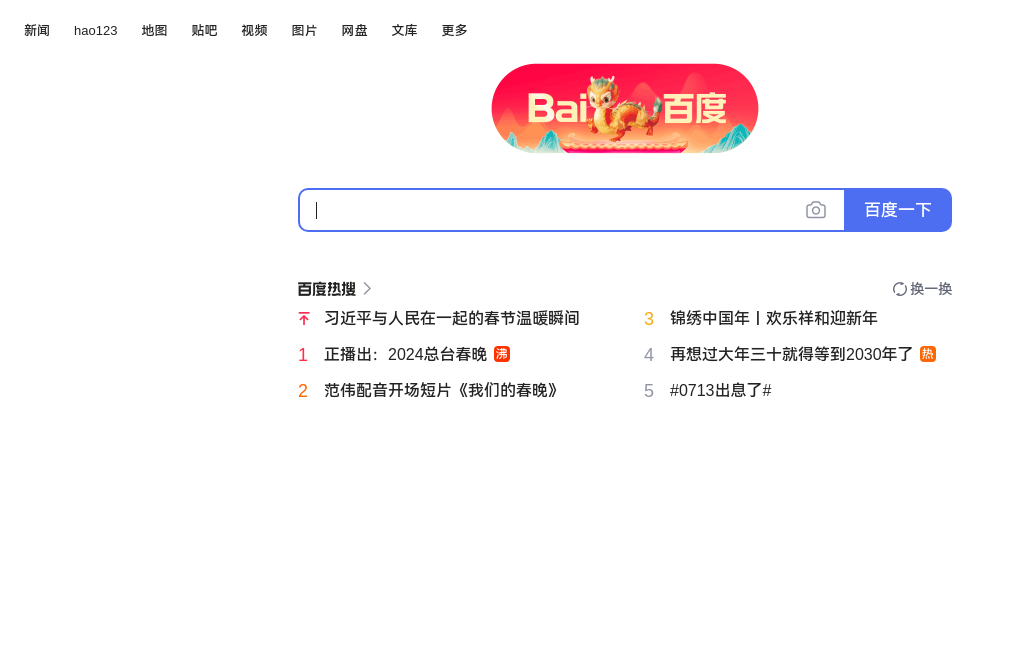 新闻 hao123 地图 贴吧 视频 图片 网盘 文库 更多
Bai 百度
百度一下
百度热搜 换一换
习近平与人民在一起的春节温暖瞬间
3 锦绣中国年丨欢乐祥和迎新年
1 正播出：2024总台春晚 沸
4 再想过大年三十就得等到2030年了 热
2 范伟配音开场短片《我们的春晚》
5 #0713出息了#